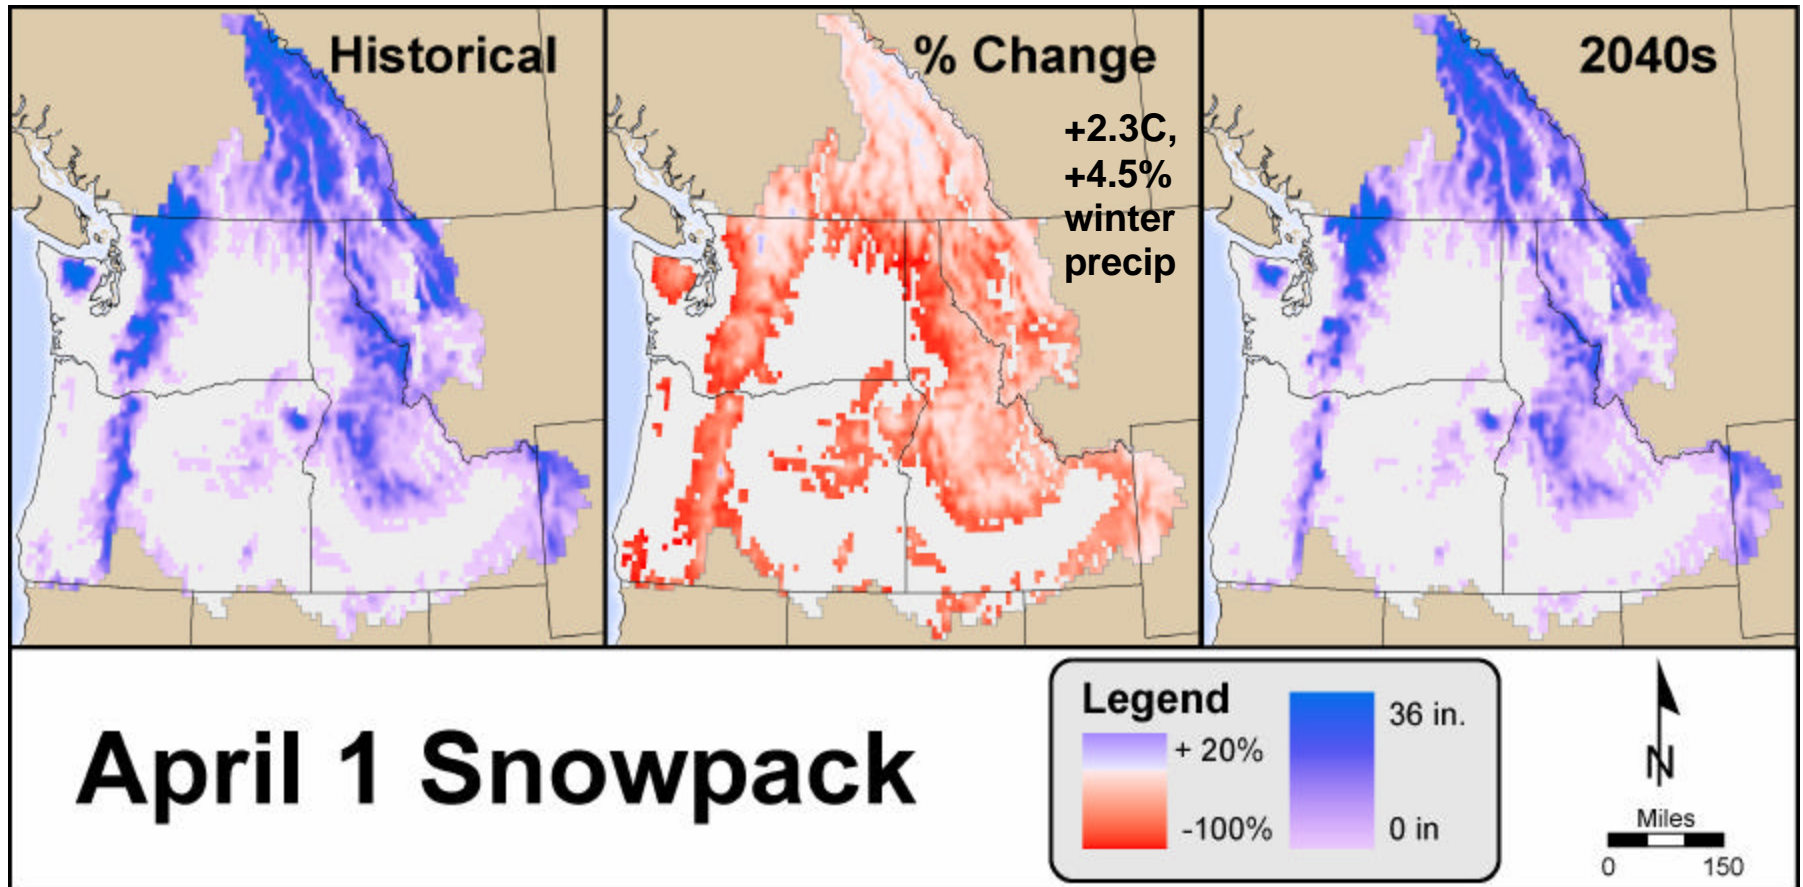 Historical
% Change
2040s
+2.3C,
+4.5%
winter
precip
April 1 Snowpack
Legend
+ 20%
-100%
36 in.
0 in
N
Miles
0 150